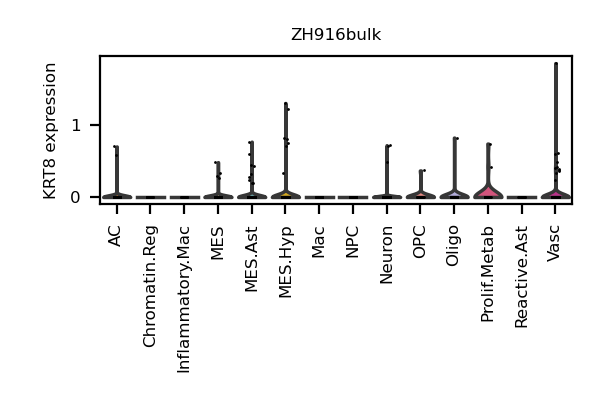 ZH916bulk
KRT8 expression
1
0
AC
Chromatin.Reg
Inflammatory.Mac
MES
MES.Ast
MES.Hyp
Mac
NPC
Neuron
OPC
Oligo
Prolif.Metab
Reactive.Ast
Vasc